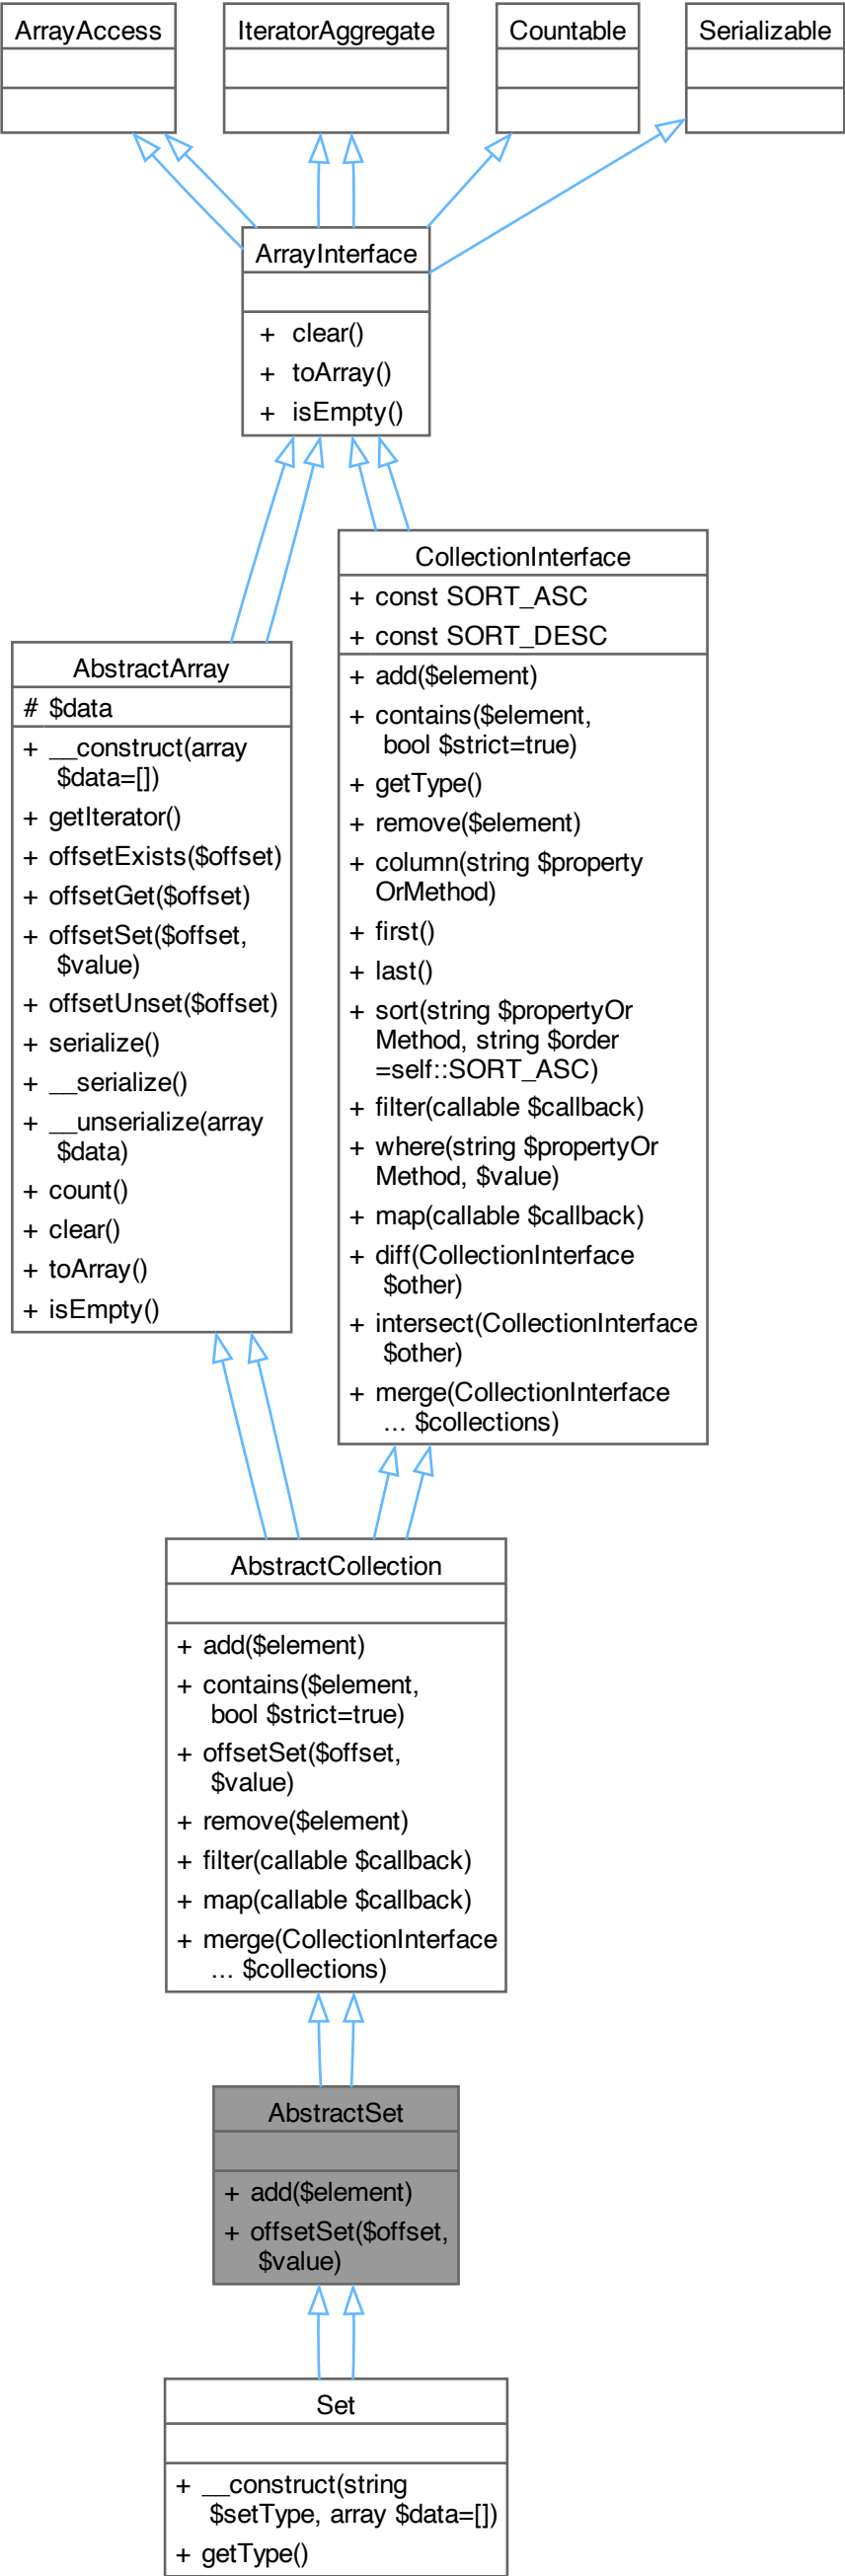 ArrayAccess
IteratorAggregate
Countable
Serializable
ArrayInterface
+ clear()
+ toArray()
+ isEmpty()
CollectionInterface
+ const SORT_ASC
+ const SORT_DESC
+ add($element)
+ contains($element,
bool $strict=true)
+ getType()
+ remove($element)
+ column(string $property
OrMethod)
+ first()
+ last()
+ sort(string $propertyOr
Method, string $order
=self::SORT_ASC)
+ filter(callable $callback)
+ where(string $propertyOr
Method, $value)
+ map(callable $callback)
+ diff(CollectionInterface
$other)
+ intersect(CollectionInterface
$other)
+ merge(CollectionInterface
... $collections)
AbstractArray
# $data
+ __construct(array
$data=[])
+ getIterator()
+ offsetExists($offset)
+ offsetGet($offset)
+ offsetSet($offset,
$value)
+ offsetUnset($offset)
+ serialize()
+ __serialize()
+ __unserialize(array
$data)
+ count()
+ clear()
+ toArray()
+ isEmpty()
AbstractCollection
+ add($element)
+ contains($element,
bool $strict=true)
+ offsetSet($offset,
$value)
+ remove($element)
+ filter(callable $callback)
+ map(callable $callback)
+ merge(CollectionInterface
... $collections)
AbstractSet
+ add($element)
+ offsetSet($offset,
$value)
Set
+ __construct(string
$setType, array $data=[])
+ getType()